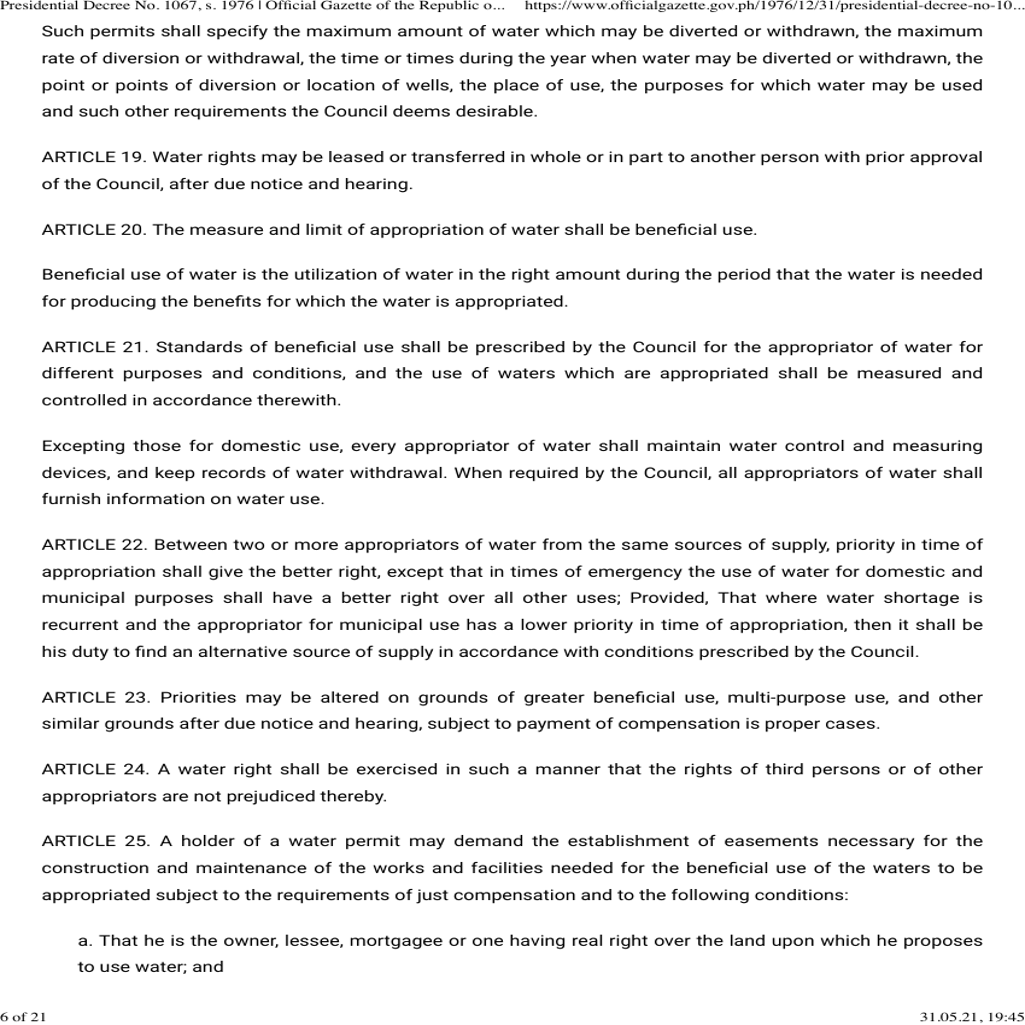 Presidential Decree No. 1067, s. 1976 | Official Gazette of the Republic o... https://www.officialgazette.gov.ph/1976/12/31/presidential-decree-no-10...
Such permits shall specify the maximum amount of water which may be diverted or withdrawn, the maximum
rate of diversion or withdrawal, the time or times during the year when water may be diverted or withdrawn, the
point or points of diversion or location of wells, the place of use, the purposes for which water may be used
and such other requirements the Council deems desirable.
ARTICLE 19. Water rights may be leased or transferred in whole or in part to another person with prior approval
of the Council, after due notice and hearing.
ARTICLE 20. The measure and limit of appropriation of water shall be beneficial use.
Beneficial use of water is the utilization of water in the right amount during the period that the water is needed
for producing the benefits for which the water is appropriated.
ARTICLE 21. Standards of beneficial use shall be prescribed by the Council for the appropriator of water for
different purposes and conditions, and the use of waters which are appropriated shall be measured and
controlled in accordance therewith.
Excepting those for domestic use, every appropriator of water shall maintain water control and measuring
devices, and keep records of water withdrawal. When required by the Council, all appropriators of water shall
furnish information on water use.
ARTICLE 22. Between two or more appropriators of water from the same sources of supply, priority in time of
appropriation shall give the better right, except that in times of emergency the use of water for domestic and
municipal purposes shall have a better right over all other uses; Provided, That where water shortage is
recurrent and the appropriator for municipal use has a lower priority in time of appropriation, then it shall be
his duty to find an alternative source of supply in accordance with conditions prescribed by the Council.
ARTICLE 23. Priorities may be altered on grounds of greater beneficial use, multi-purpose use, and other
similar grounds after due notice and hearing, subject to payment of compensation is proper cases.
ARTICLE 24. A water right shall be exercised in such a manner that the rights of third persons or of other
appropriators are not prejudiced thereby.
ARTICLE 25. A holder of a water permit may demand the establishment of easements necessary for the
construction and maintenance of the works and facilities needed for the beneficial use of the waters to be
appropriated subject to the requirements of just compensation and to the following conditions:
a. That he is the owner, lessee, mortgagee or one having real right over the land upon which he proposes
to use water; and
6 of 21 31.05.21, 19:45